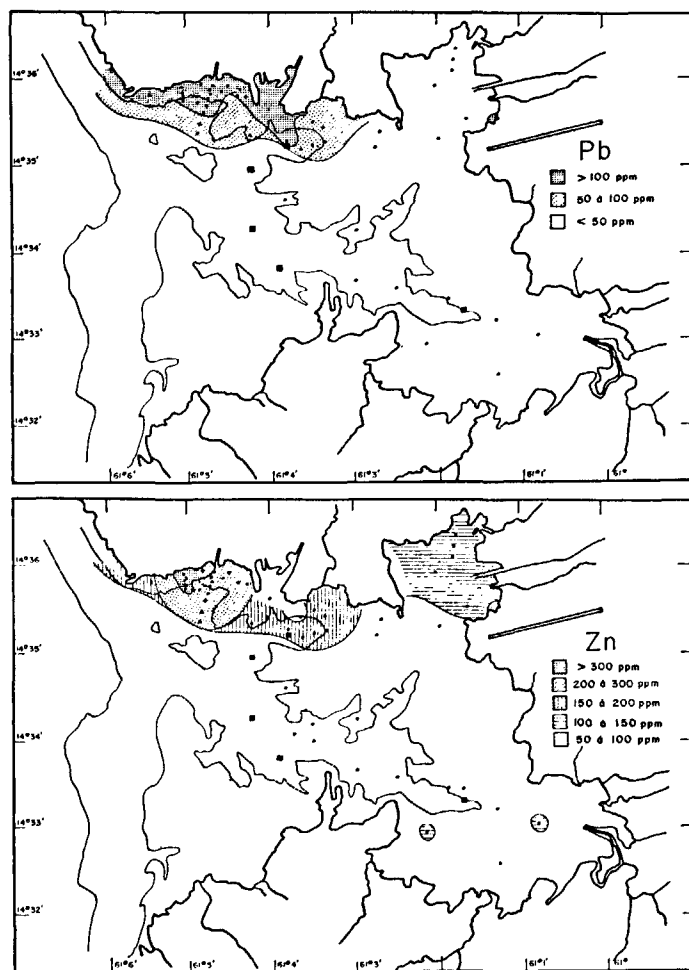 14°36'
14°35'
14°34'
14°33'
14°32'
Pb
> 100 ppm
50 à 100 ppm
< 50 ppm
61°6'
61°5'
61°4'
61°3'
61°1'
61°
14°36
14°35'
14°34'
14°33'
14°32'
Zn
> 300 ppm
200 à 300 ppm
150 à 200 ppm
100 à 150 ppm
50 à 100 ppm
61°6'
61°5'
61°4'
61°3'
61°1'
61°